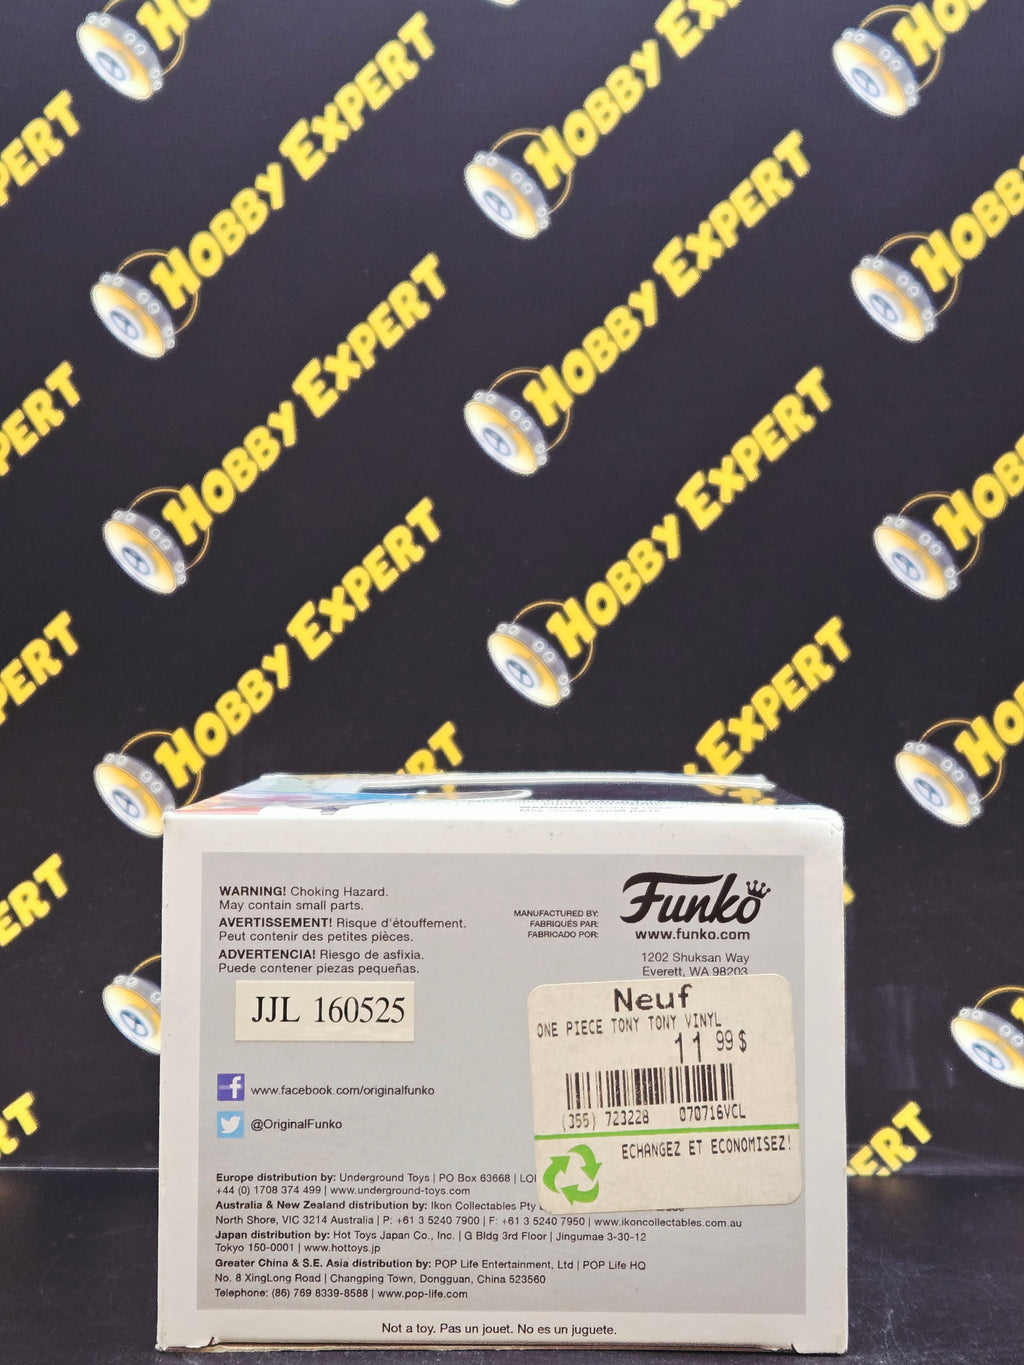 HOBBY EXPERT
HOBBY EXPERT
HOBBY EXPERT
HOBBY EXPERT
HOBBY EXPERT
HOBBY EXPERT
HOBBY EXPERT
WARNING! Choking Hazard.
May contain small parts.
AVERTISSEMENT! Risque d'étouffement.
Peut contenir des petites pièces.
ADVERTENCIA! Riesgo de asfixia.
Puede contener piezas pequeñas.
MANUFACTURED BY:
FABRIQUÉS PAR:
FABRICADO POR:
Funko
www.funko.com
1202 Shuksan Way
Everett, WA 98203
JJL 160525
Neuf
ONE PIECE TONY TONY VINYL
11 99 $
(355) 723228 070716VCL
ECHANGEZ ET ECONOMISEZ!
www.facebook.com/originalfunko
@OriginalFunko
Europe distribution by: Underground Toys | PO Box 63668 |
+44 (0) 1708 374 499 | www.underground-toys.com
Australia & New Zealand distribution by: Ikon Collectables Pty
North Shore, VIC 3214 Australia | P: +61 3 5240 7900 | F: +61 3 5240 7950 | www.ikoncollectables.com.au
Japan distribution by: Hot Toys Japan Co., Inc. | G Bldg 3rd Floor | Jingumae 3-30-12
Tokyo 150-0001 | www.hottoys.jp
Greater China & S.E. Asia distribution by: POP Life Entertainment, Ltd | POP Life HQ
No. 8 XingLong Road | Changping Town, Dongguan, China 523560
Telephone: (86) 769 8339-8588 | www.pop-life.com
Not a toy. Pas un jouet. No es un juguete.